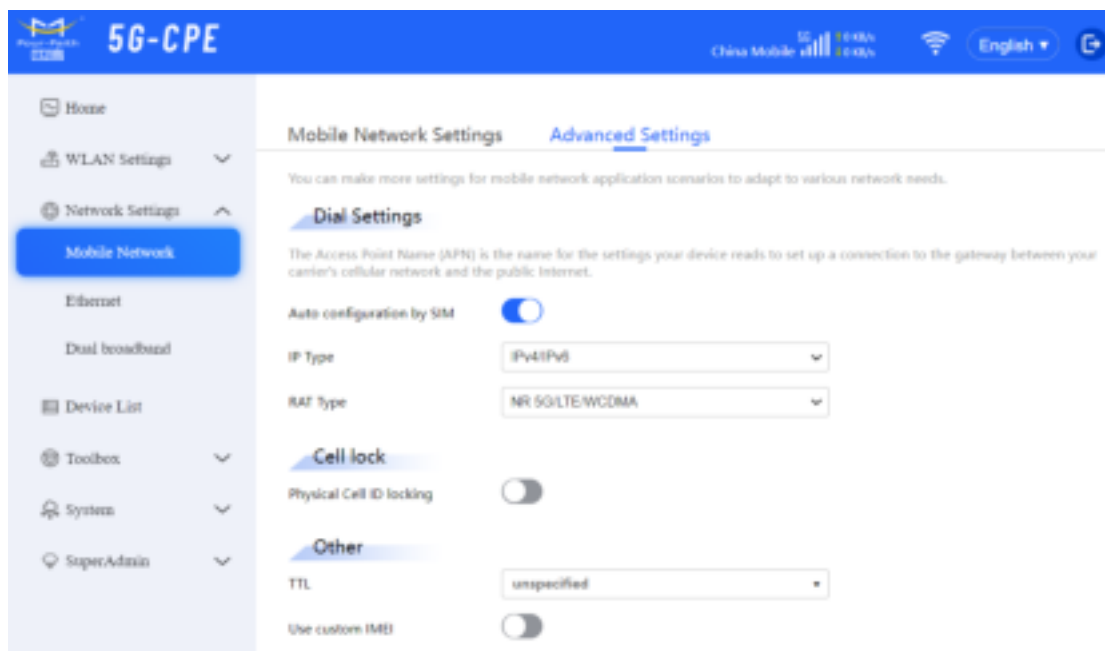 Four-Faith
5G-CPE
China Mobile
5G
English
Home
WLAN Settings
Network Settings
Mobile Network
Ethernet
Dual broadband
Device List
Toolbox
System
SuperAdmin
Mobile Network Settings
Advanced Settings
You can make more settings for mobile network application scenarios to adapt to various network needs.
Dial Settings
The Access Point Name (APN) is the name for the settings your device reads to set up a connection to the gateway between your
carrier's cellular network and the public Internet.
Auto configuration by SIM
IP Type
IPv4/IPv6
RAT Type
NR 5G/LTE/WCDMA
Cell lock
Physical Cell ID locking
Other
TTL
unspecified
Use custom IMEI